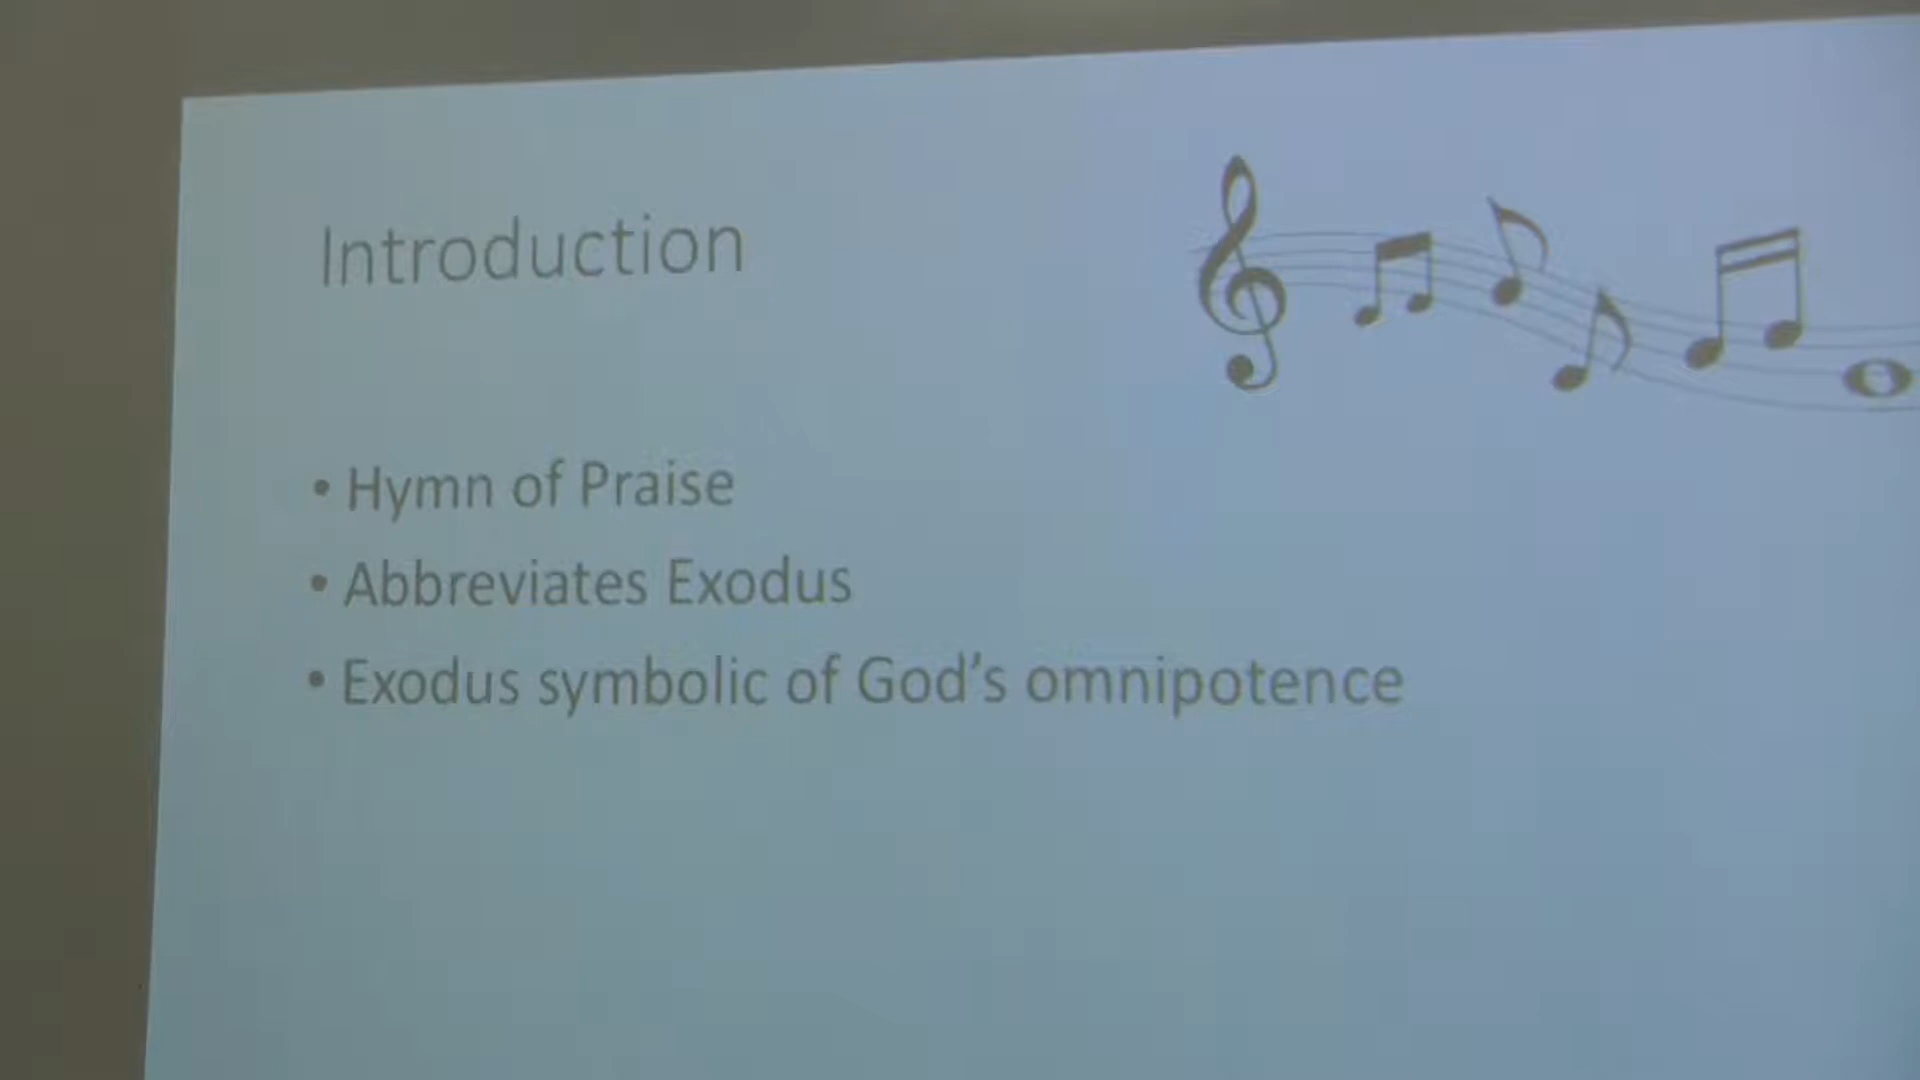 Introduction
• Hymn of Praise
• Abbreviates Exodus
• Exodus symbolic of God's omnipotence